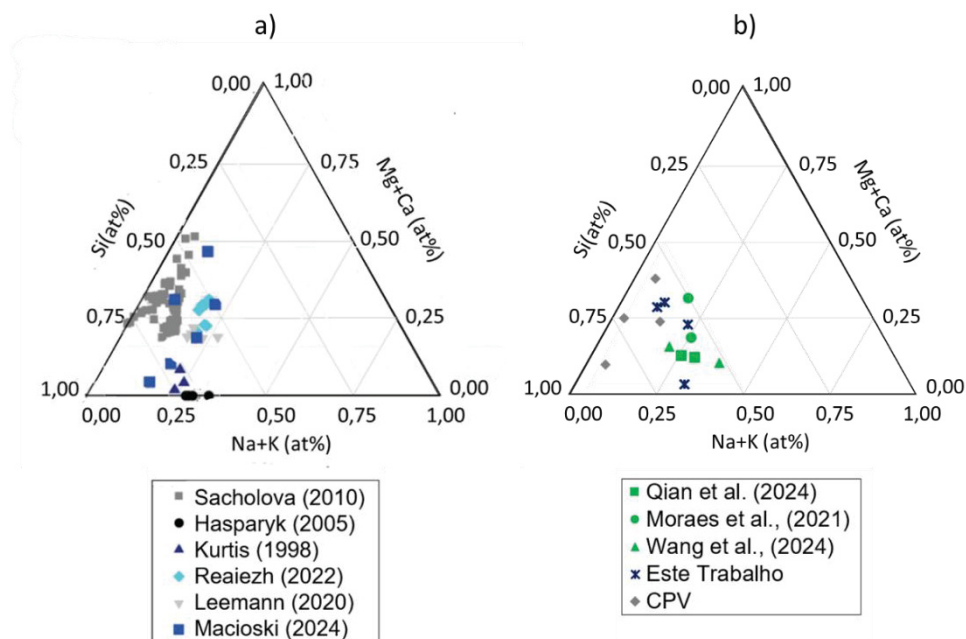 a)
0,00 1,00
0,25 0,75
Si(at%)
Mg+Ca (at%)
0,50 0,50
0,75 0,25
1,00 0,00
0,00 0,25 0,50 0,75 1,00
Na+K (at%)
Sacholova (2010)
Hasparyk (2005)
Kurtis (1998)
Reaiezh (2022)
Leemann (2020)
Macioski (2024)
b)
0,00 1,00
0,25 0,75
Si(at%)
Mg+Ca (at%)
0,50 0,50
0,75 0,25
1,00 0,00
0,00 0,25 0,50 0,75 1,00
Na+K (at%)
Qian et al. (2024)
Moraes et al., (2021)
Wang et al., (2024)
Este Trabalho
CPV